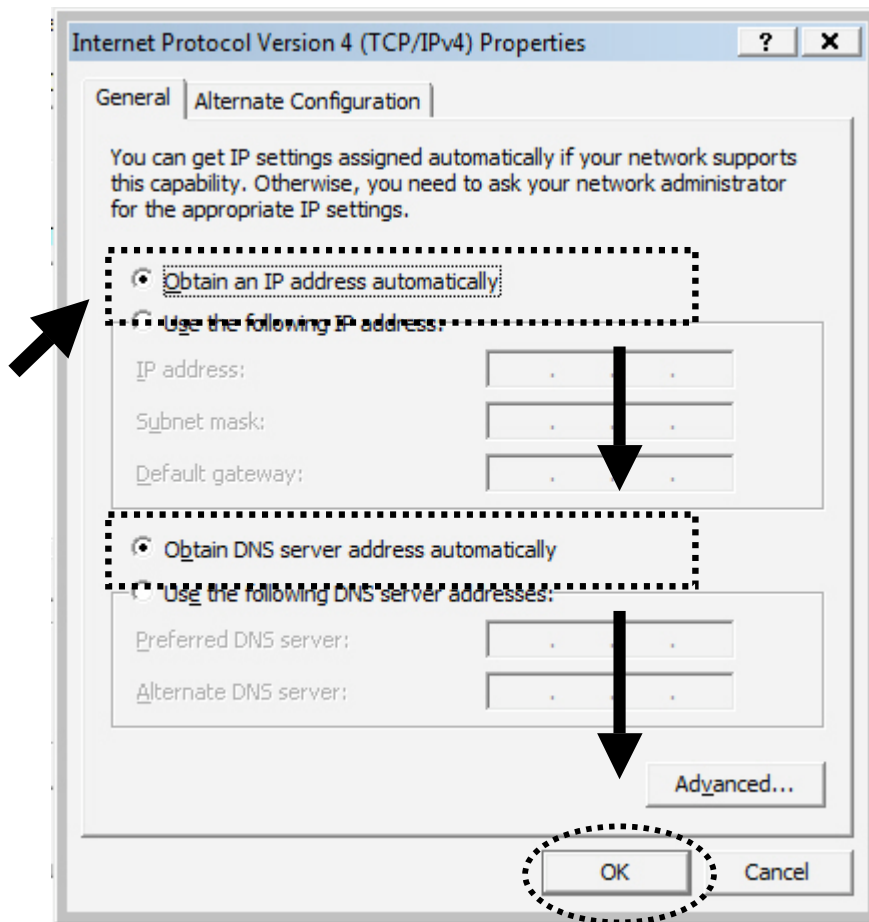 Internet Protocol Version 4 (TCP/IPv4) Properties
General
Alternate Configuration
You can get IP settings assigned automatically if your network supports
this capability. Otherwise, you need to ask your network administrator
for the appropriate IP settings.
Obtain an IP address automatically
Use the following IP address:
IP address:
Subnet mask:
Default gateway:
Obtain DNS server address automatically
Use the following DNS server addresses:
Preferred DNS server:
Alternate DNS server:
Advanced...
OK
Cancel